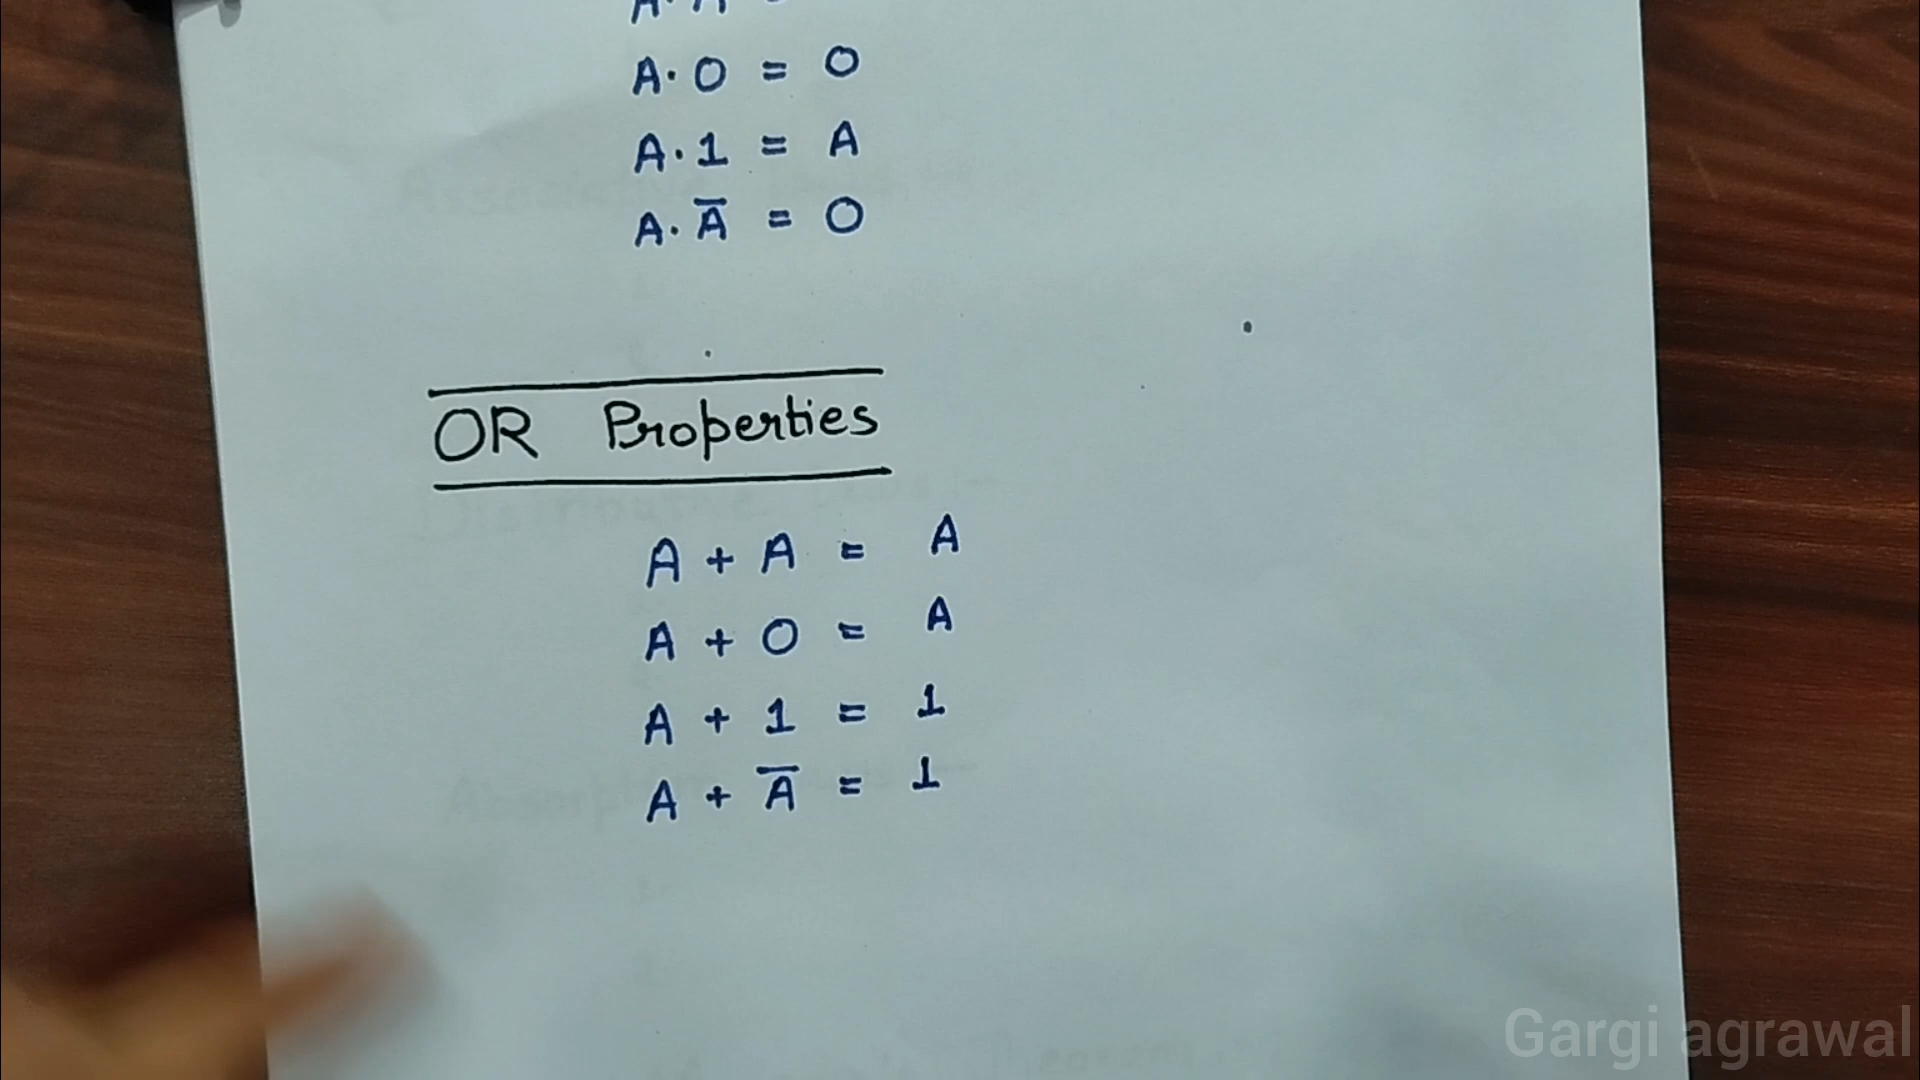 A · 0 = 0
A · 1 = A
A · A̅ = 0
OR Properties
A + A = A
A + 0 = A
A + 1 = 1
A + A̅ = 1
Gargi agrawal